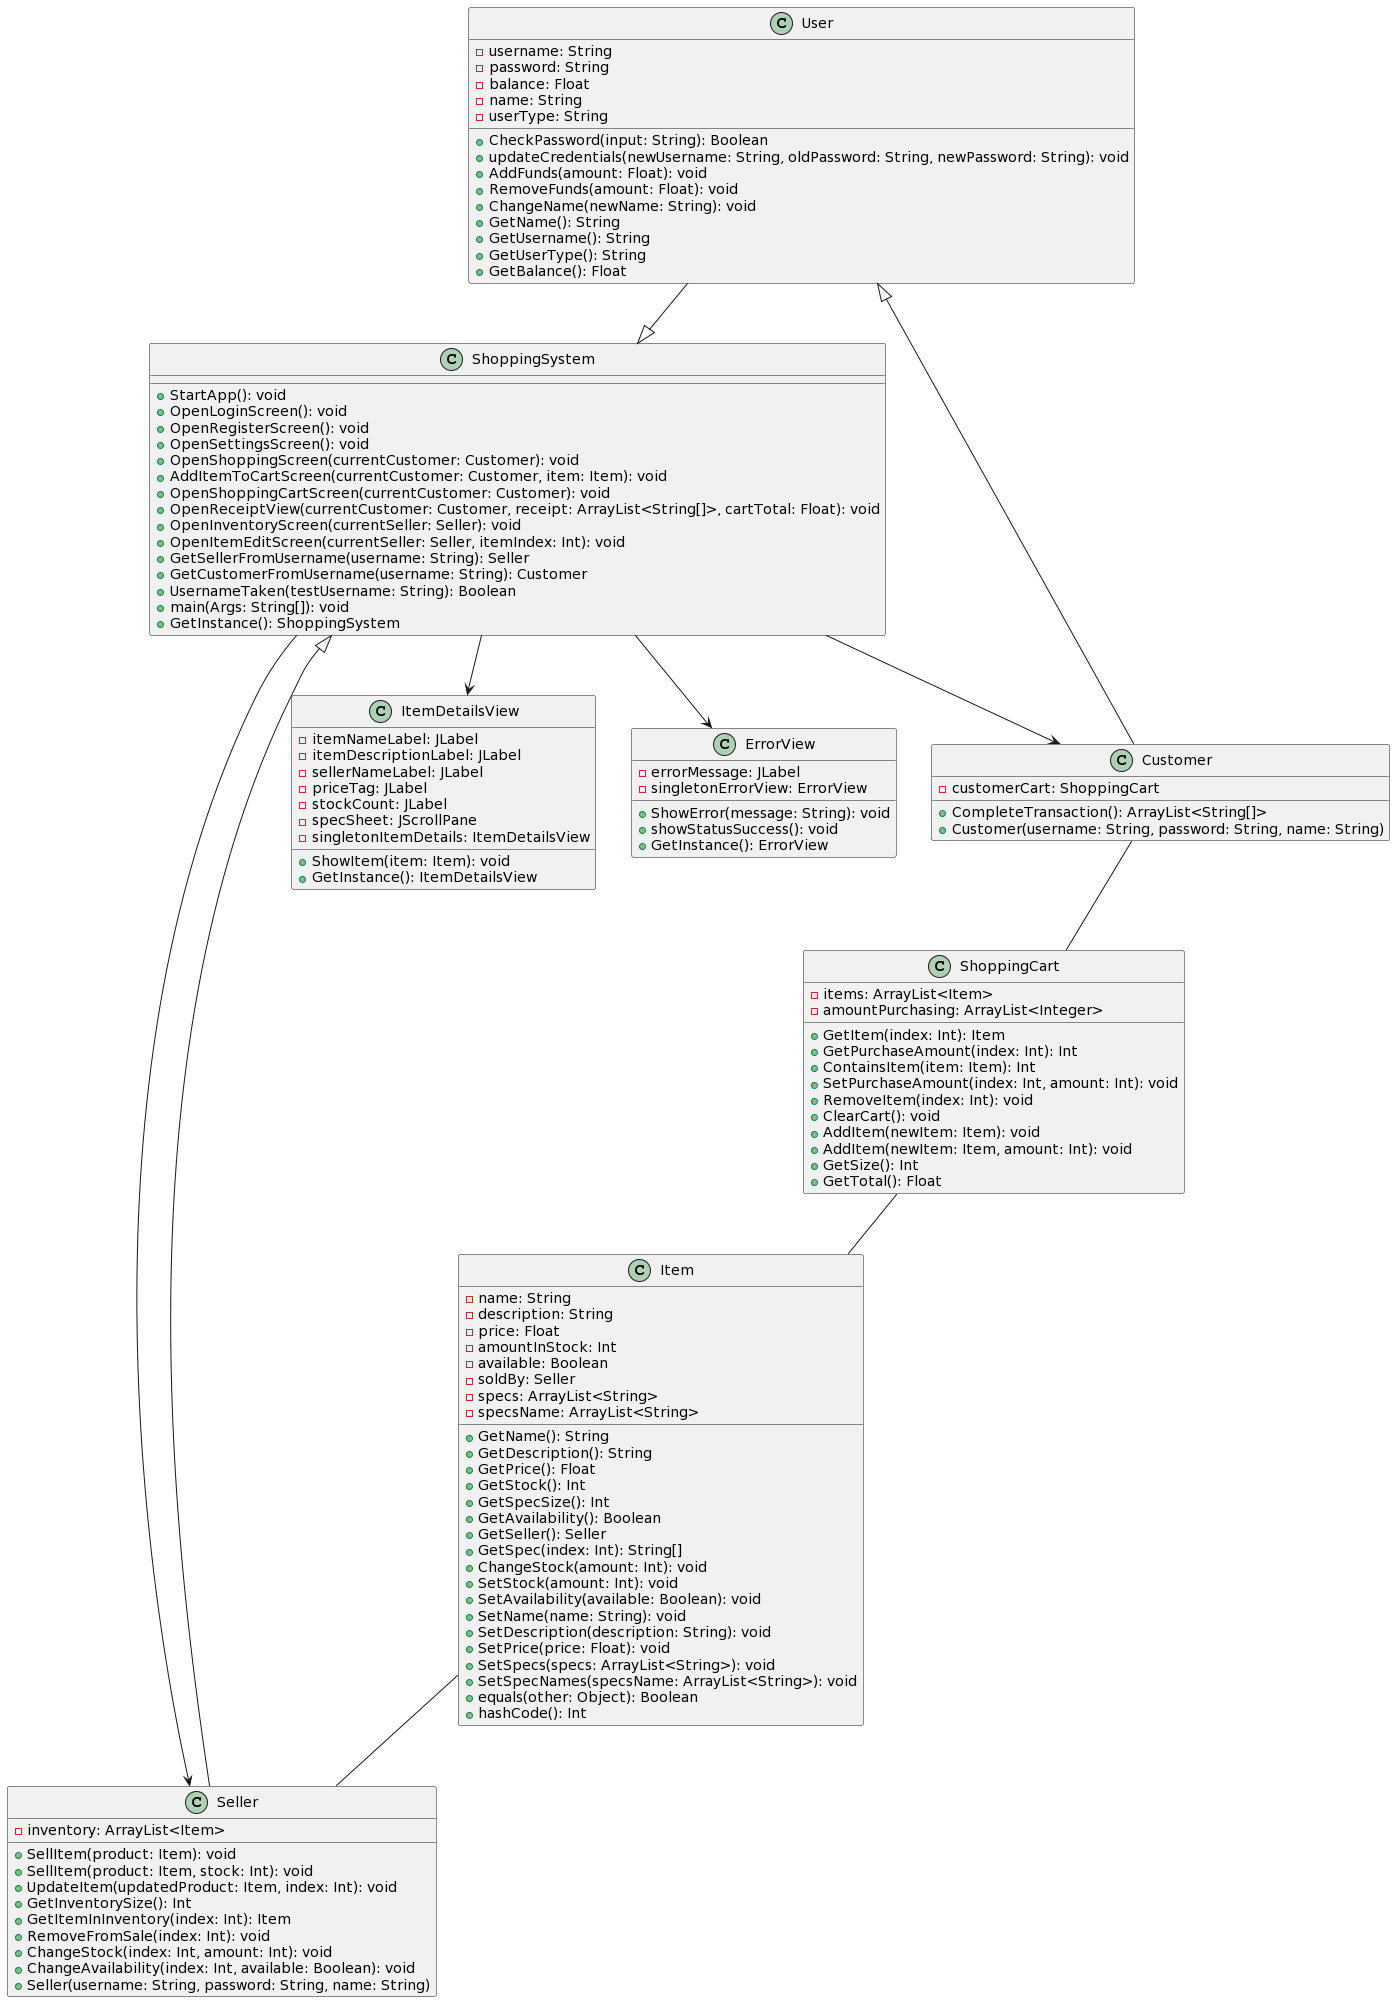 C User
username: String
password: String
balance: Float
name: String
userType: String
CheckPassword(input: String): Boolean
updateCredentials(newUsername: String, oldPassword: String, newPassword: String): void
AddFunds(amount: Float): void
RemoveFunds(amount: Float): void
ChangeName(newName: String): void
GetName(): String
GetUsername(): String
GetUserType(): String
GetBalance(): Float
C ShoppingSystem
StartApp(): void
OpenLoginScreen(): void
OpenRegisterScreen(): void
OpenSettingsScreen(): void
OpenShoppingScreen(currentCustomer: Customer): void
AddItemToCartScreen(currentCustomer: Customer, item: Item): void
OpenShoppingCartScreen(currentCustomer: Customer): void
OpenReceiptView(currentCustomer: Customer, receipt: ArrayList<String[]>, cartTotal: Float): void
OpenInventoryScreen(currentSeller: Seller): void
OpenItemEditScreen(currentSeller: Seller, itemIndex: Int): void
GetSellerFromUsername(username: String): Seller
GetCustomerFromUsername(username: String): Customer
UsernameTaken(testUsername: String): Boolean
main(Args: String[]): void
GetInstance(): ShoppingSystem
C ItemDetailsView
itemNameLabel: JLabel
itemDescriptionLabel: JLabel
sellerNameLabel: JLabel
priceTag: JLabel
stockCount: JLabel
specSheet: JScrollPane
singletonItemDetails: ItemDetailsView
ShowItem(item: Item): void
GetInstance(): ItemDetailsView
C ErrorView
errorMessage: JLabel
singletonErrorView: ErrorView
ShowError(message: String): void
showStatusSuccess(): void
GetInstance(): ErrorView
C Customer
customerCart: ShoppingCart
CompleteTransaction(): ArrayList<String[]>
Customer(username: String, password: String, name: String)
C ShoppingCart
items: ArrayList<Item>
amountPurchasing: ArrayList<Integer>
GetItem(index: Int): Item
GetPurchaseAmount(index: Int): Int
ContainsItem(item: Item): Int
SetPurchaseAmount(index: Int, amount: Int): void
RemoveItem(index: Int): void
ClearCart(): void
AddItem(newItem: Item): void
AddItem(newItem: Item, amount: Int): void
GetSize(): Int
GetTotal(): Float
C Item
name: String
description: String
price: Float
amountInStock: Int
available: Boolean
soldBy: Seller
specs: ArrayList<String>
specsName: ArrayList<String>
GetName(): String
GetDescription(): String
GetPrice(): Float
GetStock(): Int
GetSpecSize(): Int
GetAvailability(): Boolean
GetSeller(): Seller
GetSpec(index: Int): String[]
ChangeStock(amount: Int): void
SetStock(amount: Int): void
SetAvailability(available: Boolean): void
SetName(name: String): void
SetDescription(description: String): void
SetPrice(price: Float): void
SetSpecs(specs: ArrayList<String>): void
SetSpecNames(specsName: ArrayList<String>): void
equals(other: Object): Boolean
hashCode(): Int
C Seller
inventory: ArrayList<Item>
SellItem(product: Item): void
SellItem(product: Item, stock: Int): void
UpdateItem(updatedProduct: Item, index: Int): void
GetInventorySize(): Int
GetItemInInventory(index: Int): Item
RemoveFromSale(index: Int): void
ChangeStock(index: Int, amount: Int): void
ChangeAvailability(index: Int, available: Boolean): void
Seller(username: String, password: String, name: String)